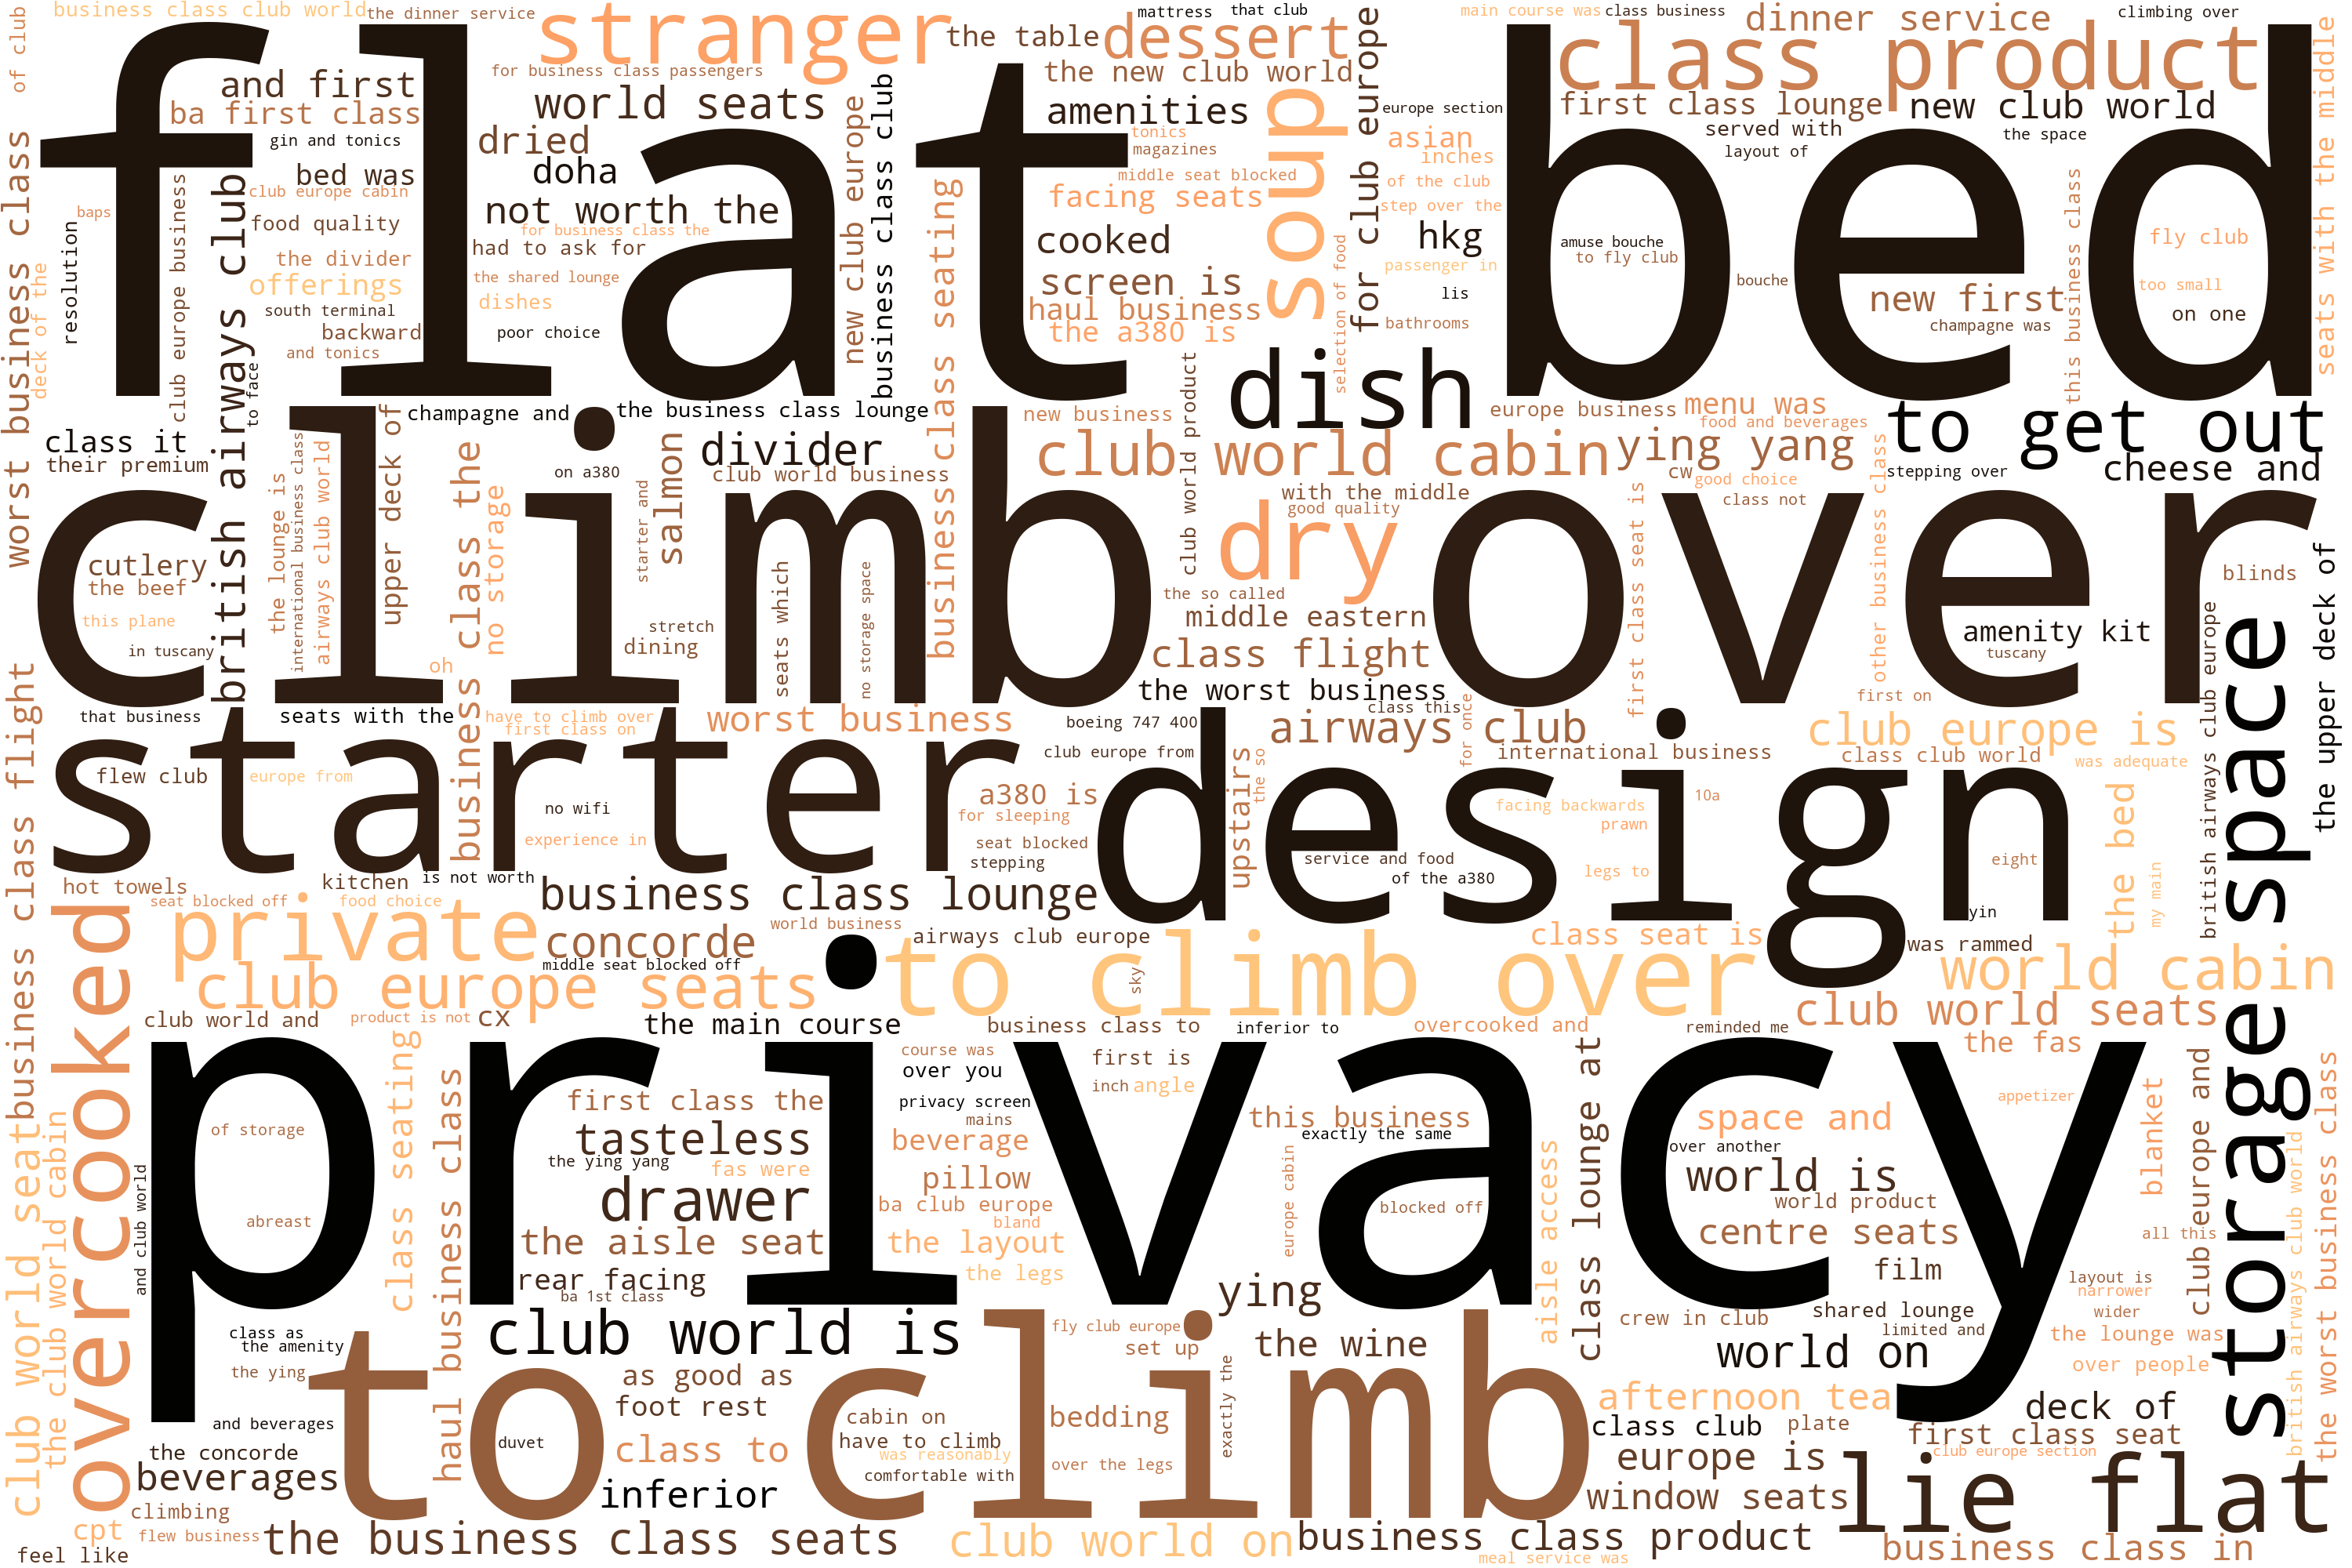 flat bed
climb over
starter
design
privacy
to climb
storage space
to climb over
overcooked
lie flat
stranger
class product
soup
dish
dry
private
to get out
club world cabin
club europe seats
club world is
drawer
world cabin
club world seats
business class lounge
the business class seats
club world on
business class product
business class in
business class club world
the dinner service
mattress
that club
main course was
class business
dinner service
climbing over
of club
and first
ba first class
gin and tonics
bed was
club europe cabin
food quality
the divider
offerings
south terminal
backward
and tonics
baps
resolution
deck of the
club europe business
british airways club
to face
worst business class
for business class passengers
world seats
dried
doha
not worth the
for business class the
had to ask for
the shared lounge
dishes
poor choice
new club europe
business class club
business class seating
the table
dessert
the new club world
amenities
tonics
magazines
middle seat blocked
facing seats
cooked
screen is
haul business
the a380 is
selection of food
for club europe
europe section
asian
inches
of the club
step over the
hkg
passenger in
lis
bathrooms
first class lounge
new club world
served with
layout of
the space
amuse bouche
to fly club
bouche
new first
champagne was
this business class
fly club
too small
on one
seats with the middle
class it
their premium
champagne and
the business class lounge
divider
on a380
club world business
new business
club world product
europe business
menu was
food and beverages
ying yang
cw
good choice
class not
stepping over
cheese and
with the middle
good quality
cutlery
the beef
this plane
in tuscany
the lounge is
international business class
airways club world
upper deck of
business class the
no storage
starter and
salmon
stretch
dining
oh
seats which
no storage space
the so called
middle eastern
class flight
the worst business
class this
first class seat is
other business class
first on
amenity kit
tuscany
blinds
british airways club europe
the upper deck of
that business
seats with the
have to climb over
first class on
worst business
boeing 747 400
club europe from
airways club
for once
international business
club europe is
class club world
was adequate
business class flight
flew club
europe from
no wifi
experience in
a380 is
for sleeping
seat blocked
stepping
upstairs
the so
service and food
of the a380
facing backwards
prawn
10a
legs to
eight
yin
the bed
my main
hot towels
seat blocked off
kitchen
food choice
is not worth
concorde
middle seat blocked off
world business
airways club europe
sky
class seat is
was rammed
club world and
product is not
cx
the main course
business class to
inferior to
overcooked and
reminded me
the fas
club world seat
the club world cabin
and club world
of storage
abreast
class seating
haul business class
first class the
tasteless
the ying yang
fas were
the aisle seat
rear facing
ba 1st class
course was
over you
first is
inch
angle
privacy screen
mains
beverage
pillow
ba club europe
bland
the layout
the legs
this business
exactly the same
europe cabin
blocked off
ying
the wine
aisle access
class lounge at
space and
over another
world is
world product
centre seats
film
appetizer
blanket
all this
club europe and
british airways club world
the worst business class
layout is
narrower
wider
the lounge was
over people
shared lounge
limited and
crew in club
world on
class as
the amenity
the ying
and beverages
the concorde
beverages
climbing
cpt
flew business
feel like
duvet
as good as
foot rest
class to
inferior
cabin on
have to climb
was reasonably
comfortable with
fly club europe
set up
bedding
over the legs
exactly the
afternoon tea
class club
plate
europe is
window seats
deck of
first class seat
club europe section
meal service was